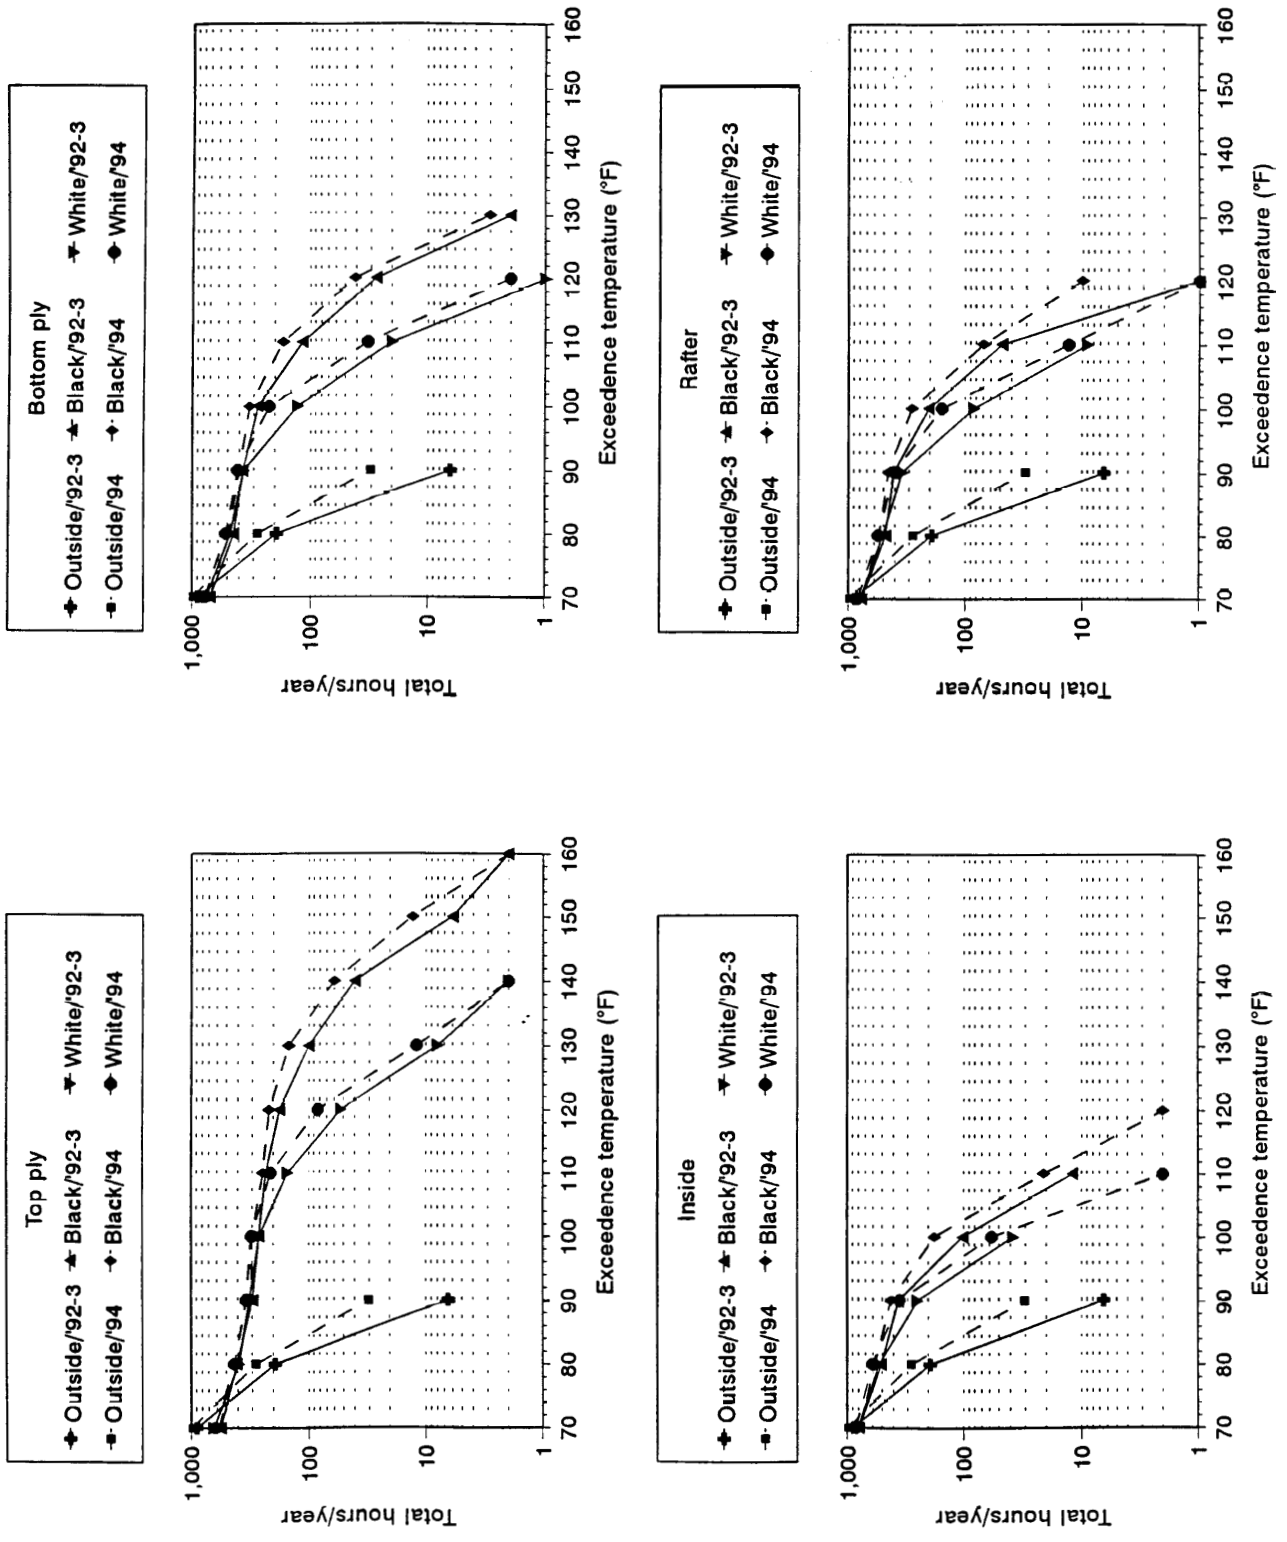 Top ply
Outside/'92-3 Black/'92-3 White/'92-3
Outside/'94 Black/'94 White/'94
1,000
100
10
1
Total hours/year
70 80 90 100 110 120 130 140 150 160
Exceedence temperature (°F)
Bottom ply
Outside/'92-3 Black/'92-3 White/'92-3
Outside/'94 Black/'94 White/'94
1,000
100
10
1
Total hours/year
70 80 90 100 110 120 130 140 150 160
Exceedence temperature (°F)
Inside
Outside/'92-3 Black/'92-3 White/'92-3
Outside/'94 Black/'94 White/'94
1,000
100
10
1
Total hours/year
70 80 90 100 110 120 130 140 150 160
Exceedence temperature (°F)
Rafter
Outside/'92-3 Black/'92-3 White/'92-3
Outside/'94 Black/'94 White/'94
1,000
100
10
1
Total hours/year
70 80 90 100 110 120 130 140 150 160
Exceedence temperature (°F)